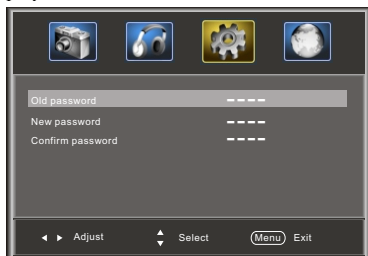 Old password ----
New password ----
Confirm password ----
Adjust Select Menu Exit